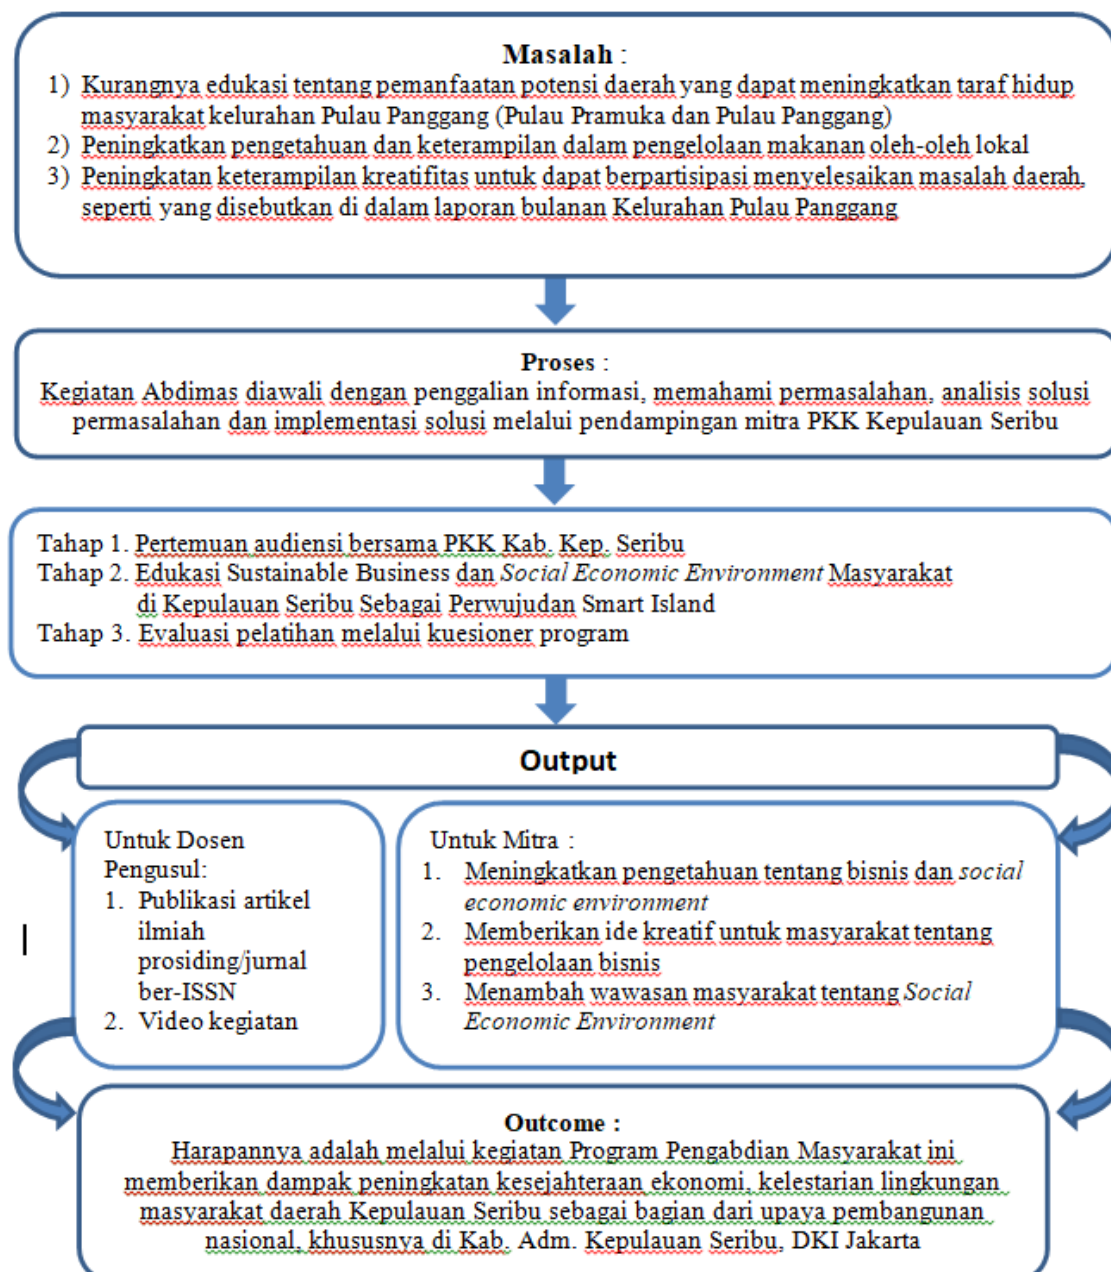 Masalah :
1) Kurangnya edukasi tentang pemanfaatan potensi daerah yang dapat meningkatkan taraf hidup
masyarakat kelurahan Pulau Panggang (Pulau Pramuka dan Pulau Panggang)
2) Peningkatkan pengetahuan dan keterampilan dalam pengelolaan makanan oleh-oleh lokal
3) Peningkatan keterampilan kreatifitas untuk dapat berpartisipasi menyelesaikan masalah daerah,
seperti yang disebutkan di dalam laporan bulanan Kelurahan Pulau Panggang
Proses :
Kegiatan Abdimas diawali dengan penggalian informasi, memahami permasalahan, analisis solusi
permasalahan dan implementasi solusi melalui pendampingan mitra PKK Kepulauan Seribu
Tahap 1. Pertemuan audiensi bersama PKK Kab. Kep. Seribu
Tahap 2. Edukasi Sustainable Business dan Social Economic Environment Masyarakat
di Kepulauan Seribu Sebagai Perwujudan Smart Island
Tahap 3. Evaluasi pelatihan melalui kuesioner program
Output
Untuk Dosen
Pengusul:
1. Publikasi artikel
ilmiah
prosiding/jurnal
ber-ISSN
2. Video kegiatan
Untuk Mitra :
1. Meningkatkan pengetahuan tentang bisnis dan social
economic environment
2. Memberikan ide kreatif untuk masyarakat tentang
pengelolaan bisnis
3. Menambah wawasan masyarakat tentang Social
Economic Environment
Outcome :
Harapannya adalah melalui kegiatan Program Pengabdian Masyarakat ini
memberikan dampak peningkatan kesejahteraan ekonomi, kelestarian lingkungan
masyarakat daerah Kepulauan Seribu sebagai bagian dari upaya pembangunan
nasional, khususnya di Kab. Adm. Kepulauan Seribu, DKI Jakarta